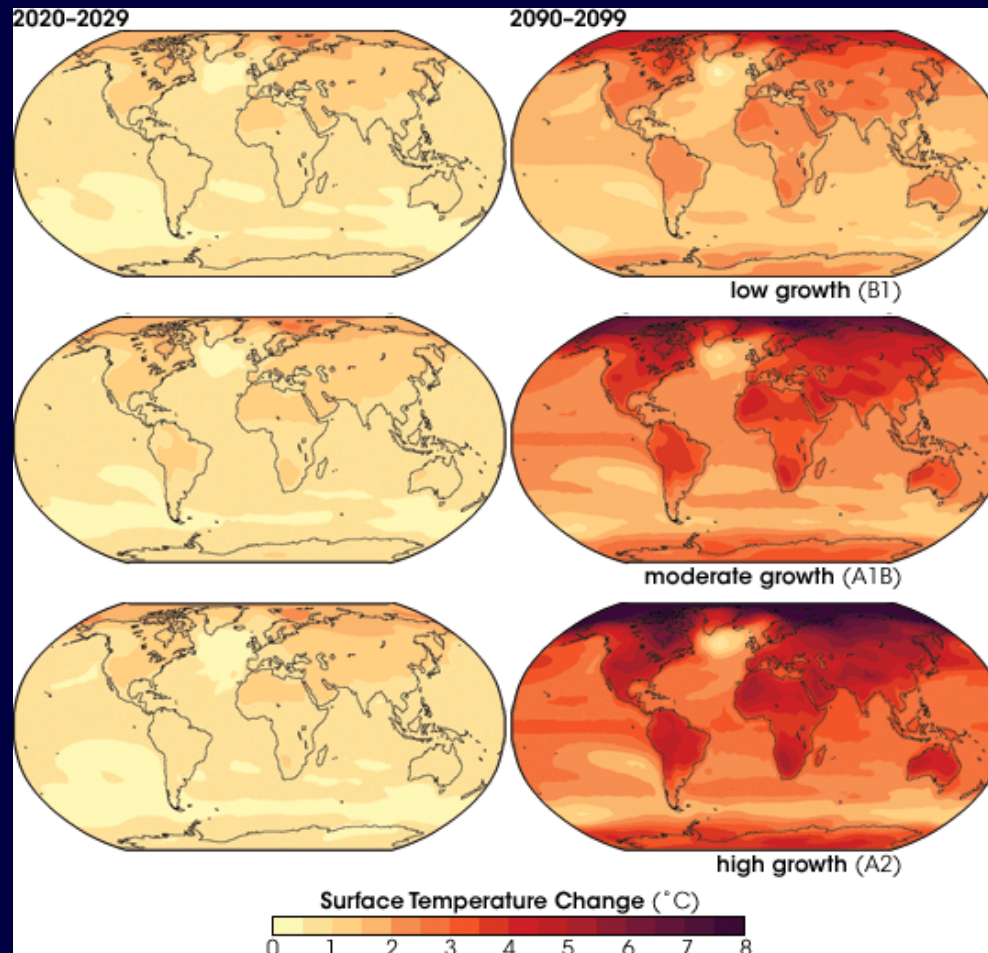 2020–2029 2090–2099
low growth (B1)
moderate growth (A1B)
high growth (A2)
Surface Temperature Change (˚C)
0 1 2 3 4 5 6 7 8